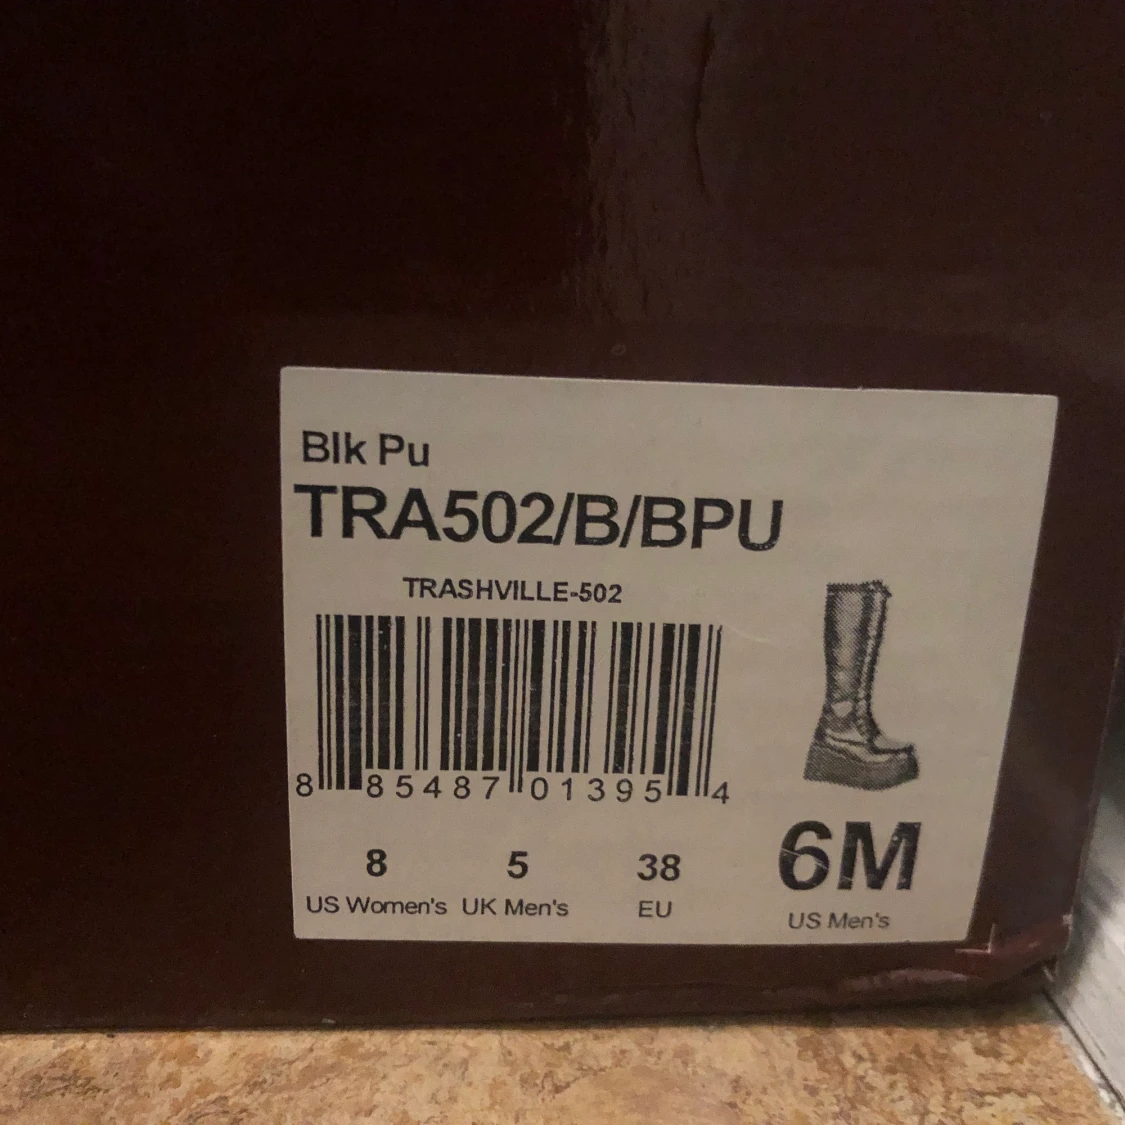 Blk Pu
TRA502/B/BPU
TRASHVILLE-502
8 85487 01395 4
8 5 38 6M
US Women's UK Men's EU US Men's